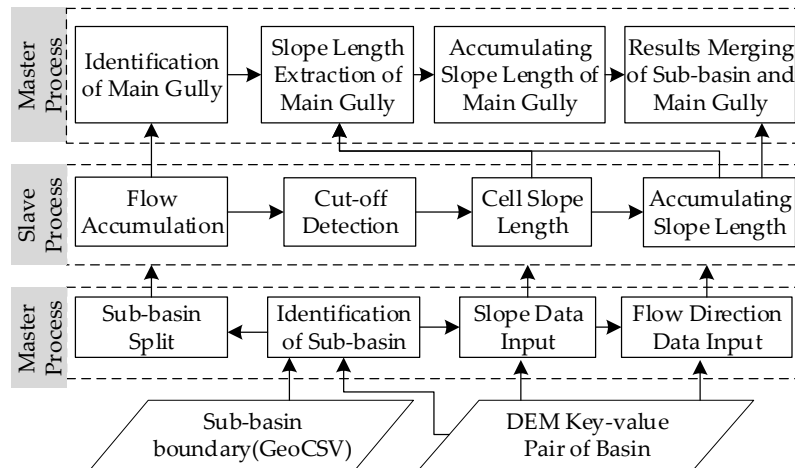 Master
Process
Identification
of Main Gully
Slope Length
Extraction of
Main Gully
Accumulating
Slope Length of
Main Gully
Results Merging
of Sub-basin and
Main Gully
Slave
Process
Flow
Accumulation
Cut-off
Detection
Cell Slope
Length
Accumulating
Slope Length
Master
Process
Sub-basin
Split
Identification
of Sub-basin
Slope Data
Input
Flow Direction
Data Input
Sub-basin
boundary(GeoCSV)
DEM Key-value
Pair of Basin